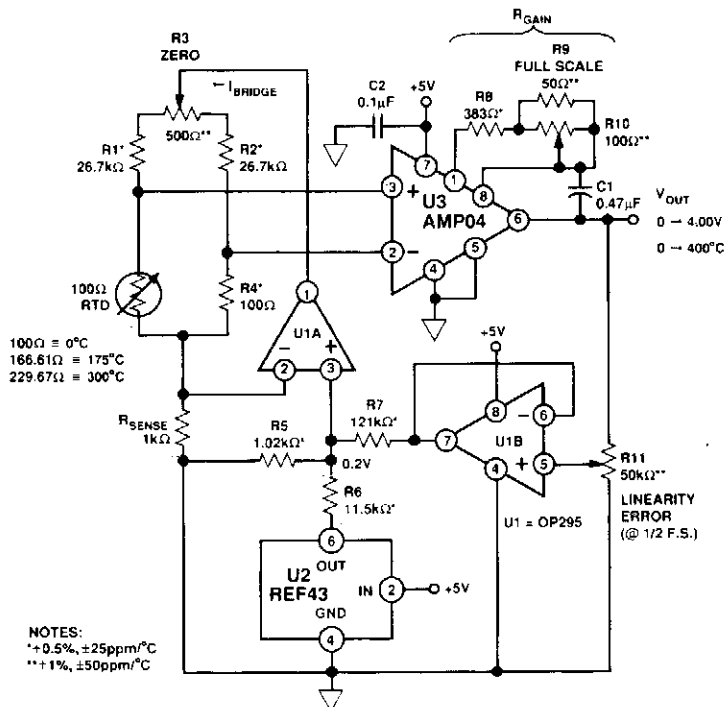 R_GAIN
R3
ZERO
I_BRIDGE
500Ω**
R1*
26.7kΩ
R2*
26.7kΩ
C2
0.1µF
+5V
R8
383Ω*
R9
FULL SCALE
50Ω**
R10
100Ω**
7
1
8
3
+
U3
AMP04
6
2
−
5
4
C1
0.47µF
V_OUT
0 → 4.00V
0 → 400°C
100Ω
RTD
R4*
100Ω
1
U1A
−
+
2
3
100Ω ≡ 0°C
166.61Ω ≡ 175°C
229.67Ω ≡ 300°C
+5V
R_SENSE
1kΩ
R5
1.02kΩ*
R7
121kΩ*
0.2V
7
8
−
6
U1B
+
5
4
R11
50kΩ**
LINEARITY
ERROR
(@ 1/2 F.S.)
U1 = OP295
R6
11.5kΩ*
6
OUT
U2
REF43
IN
2
+5V
GND
4
NOTES:
*+0.5%, ±25ppm/°C
**+1%, ±50ppm/°C